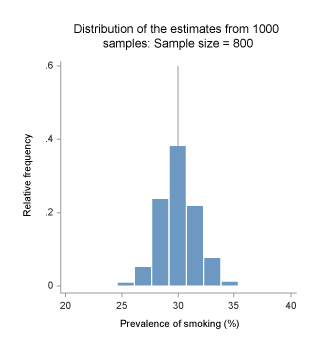 Distribution of the estimates from 1000
samples: Sample size = 800
.6
.4
.2
0
Relative frequency
20 25 30 35 40
Prevalence of smoking (%)